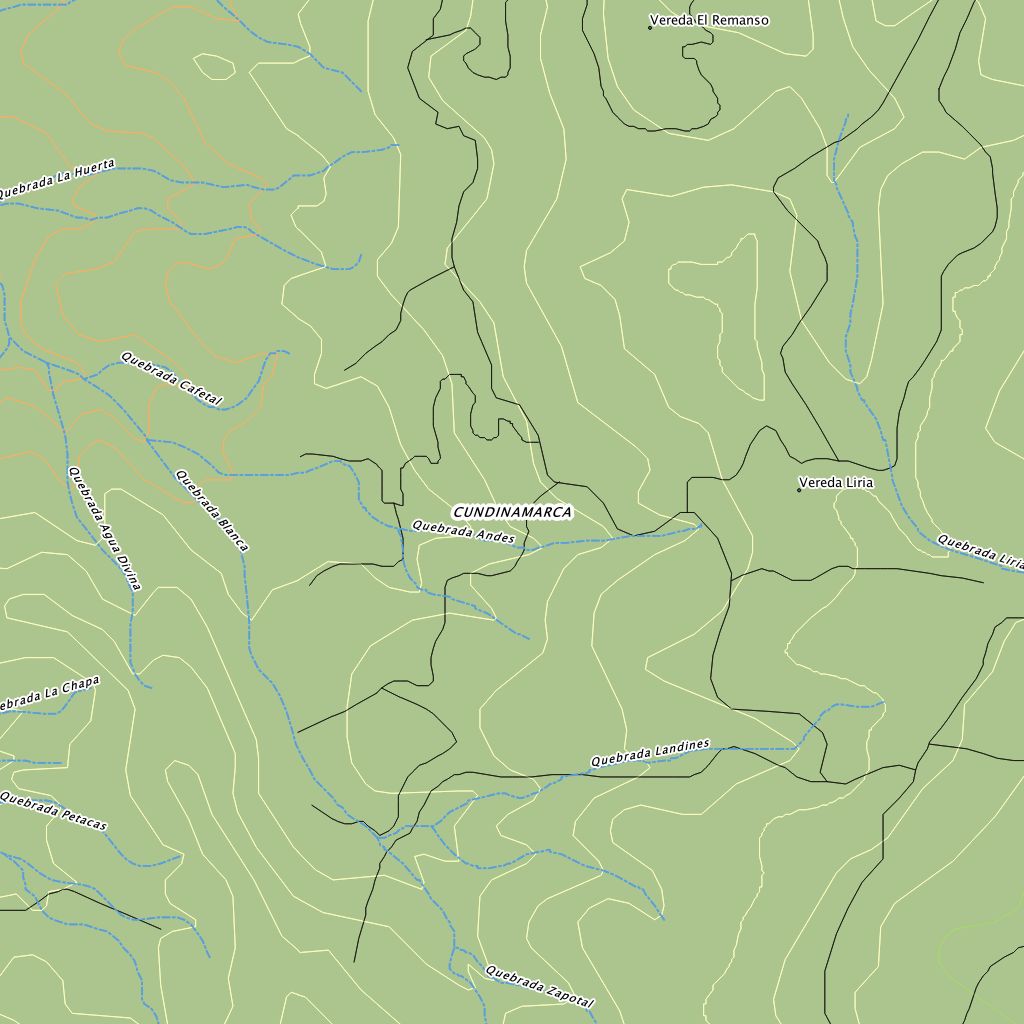 Vereda El Remanso
Quebrada La Huerta
Quebrada Cafetal
Quebrada Agua Divina
Quebrada Blanca
Vereda Liria
CUNDINAMARCA
Quebrada Andes
Quebrada Liria
ebrada La Chapa
Quebrada Landines
Quebrada Petacas
Quebrada Zapotal